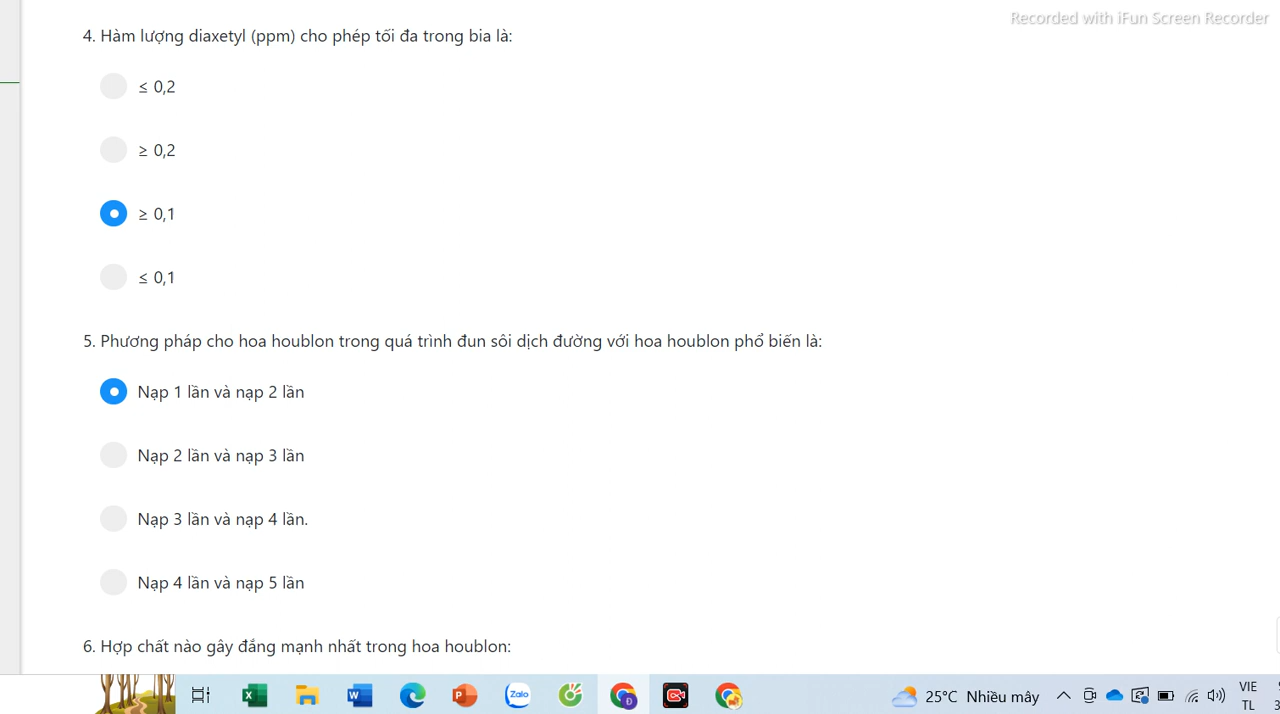 Recorded with iFun Screen Recorder
4. Hàm lượng diaxetyl (ppm) cho phép tối đa trong bia là:
≤ 0,2
≥ 0,2
≥ 0,1
≤ 0,1
5. Phương pháp cho hoa houblon trong quá trình đun sôi dịch đường với hoa houblon phổ biến là:
Nạp 1 lần và nạp 2 lần
Nạp 2 lần và nạp 3 lần
Nạp 3 lần và nạp 4 lần.
Nạp 4 lần và nạp 5 lần
6. Hợp chất nào gây đắng mạnh nhất trong hoa houblon:
Zalo
25°C Nhiều mây
VIE
TL